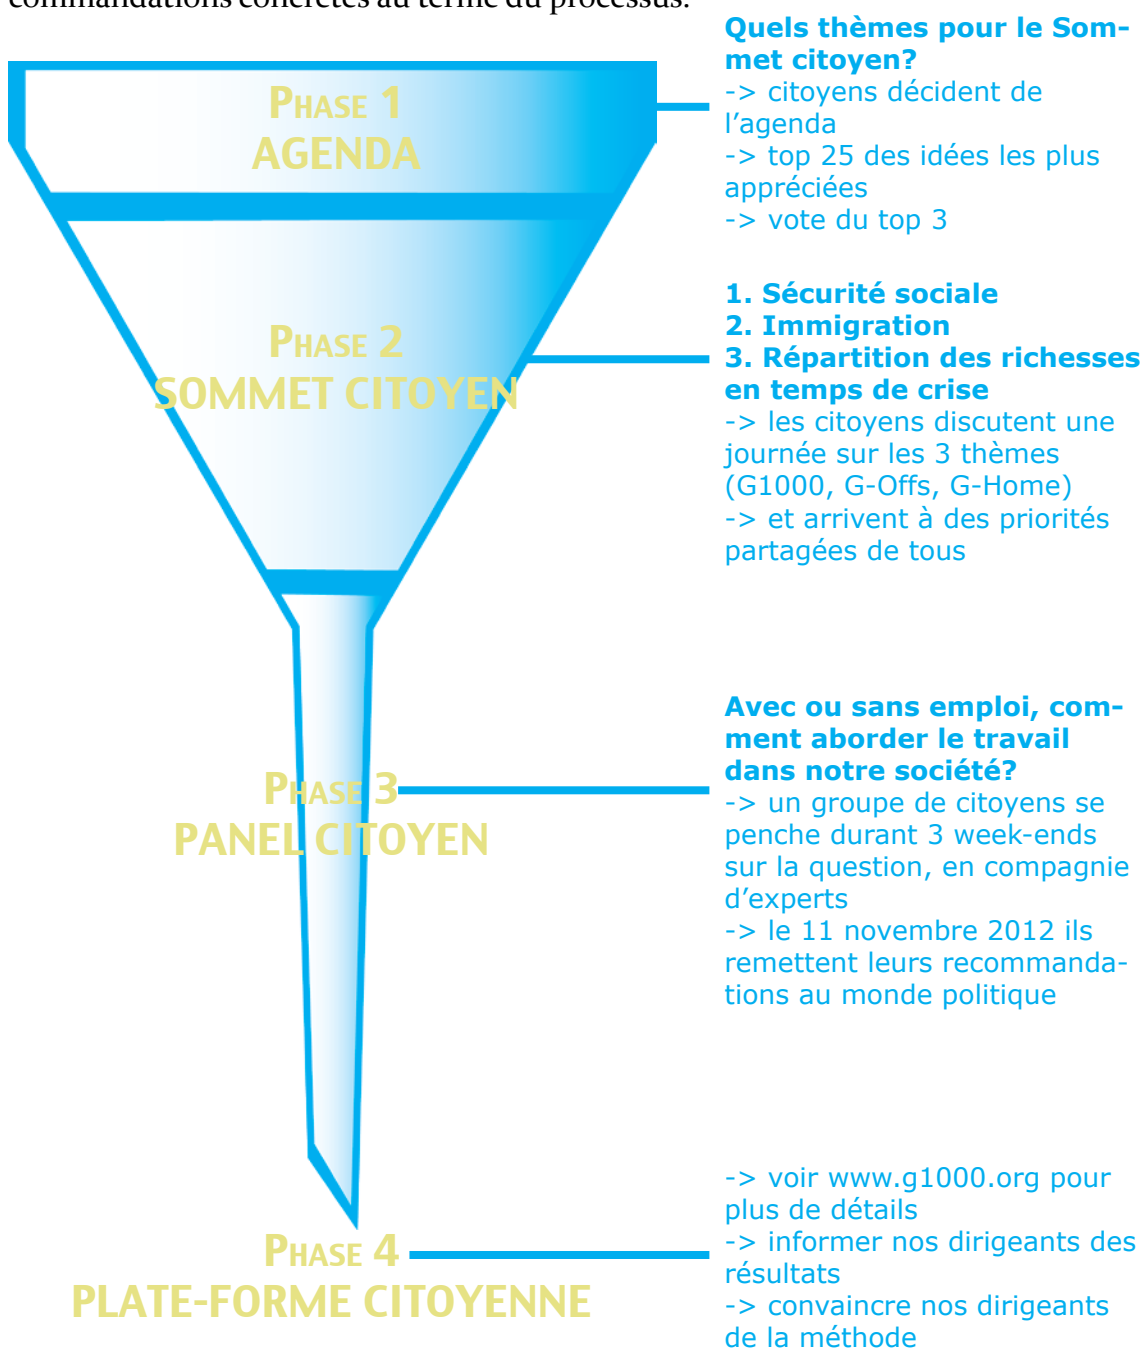 commandations concrètes au terme du processus.
Phase 1
AGENDA
Quels thèmes pour le Som-
met citoyen?
-> citoyens décident de
l’agenda
-> top 25 des idées les plus
appréciées
-> vote du top 3
Phase 2
SOMMET CITOYEN
1. Sécurité sociale
2. Immigration
3. Répartition des richesses
en temps de crise
-> les citoyens discutent une
journée sur les 3 thèmes
(G1000, G-Offs, G-Home)
-> et arrivent à des priorités
partagées de tous
Phase 3
PANEL CITOYEN
Avec ou sans emploi, com-
ment aborder le travail
dans notre société?
-> un groupe de citoyens se
penche durant 3 week-ends
sur la question, en compagnie
d’experts
-> le 11 novembre 2012 ils
remettent leurs recommanda-
tions au monde politique
Phase 4
PLATE-FORME CITOYENNE
-> voir www.g1000.org pour
plus de détails
-> informer nos dirigeants des
résultats
-> convaincre nos dirigeants
de la méthode